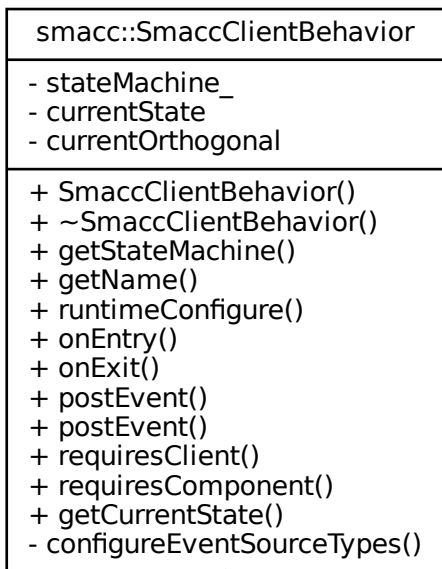 smacc::SmaccClientBehavior
- stateMachine_
- currentState
- currentOrthogonal
+ SmaccClientBehavior()
+ ~SmaccClientBehavior()
+ getStateMachine()
+ getName()
+ runtimeConfigure()
+ onEntry()
+ onExit()
+ postEvent()
+ postEvent()
+ requiresClient()
+ requiresComponent()
+ getCurrentState()
- configureEventSourceTypes()